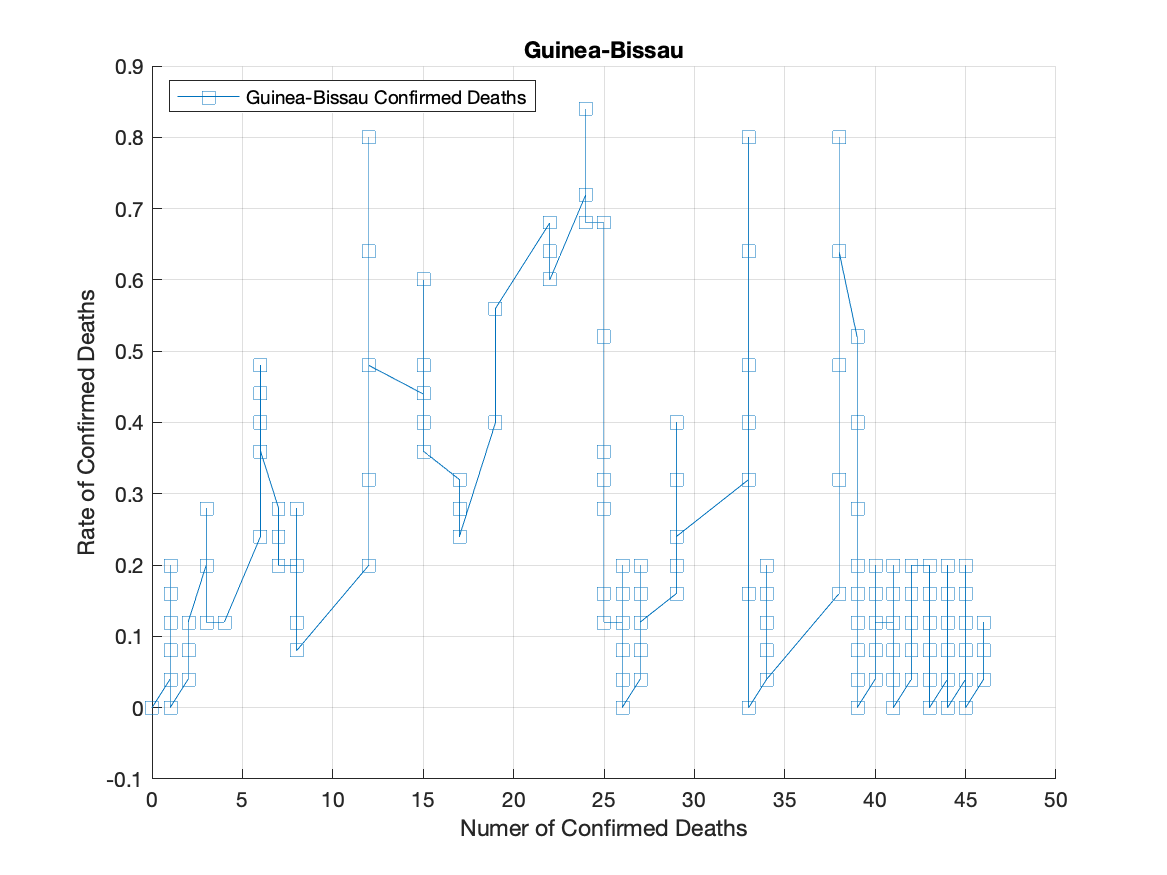 Guinea-Bissau
Guinea-Bissau Confirmed Deaths
Rate of Confirmed Deaths
0.9
0.8
0.7
0.6
0.5
0.4
0.3
0.2
0.1
0
-0.1
0 5 10 15 20 25 30 35 40 45 50
Numer of Confirmed Deaths